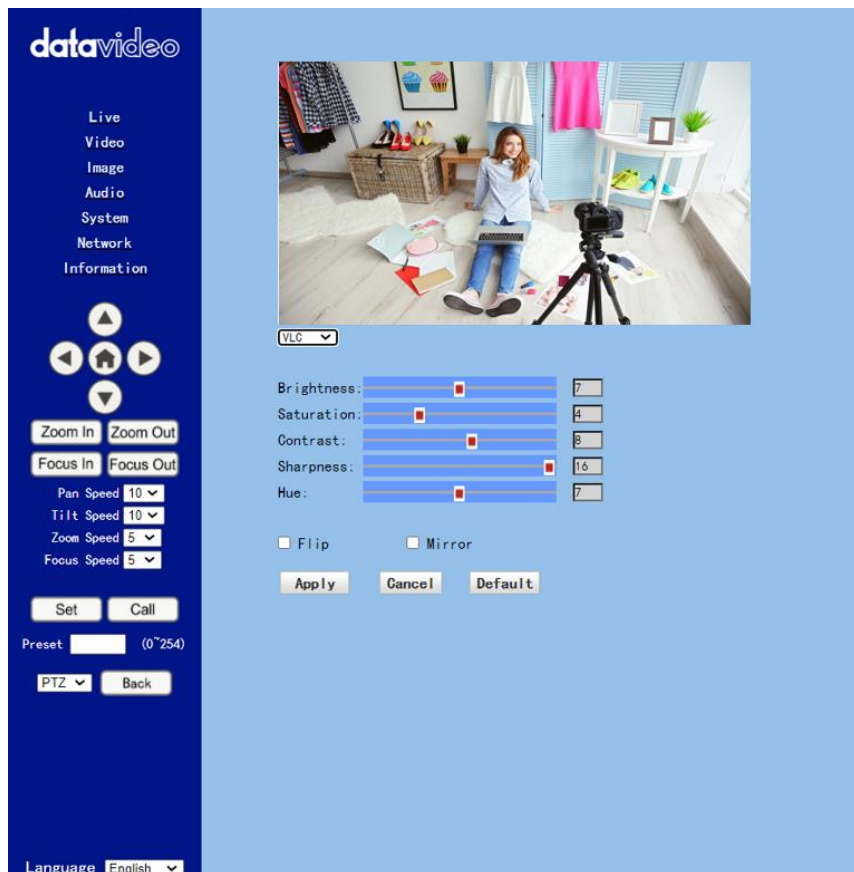 datavideo
Live
Video
Image
Audio
System
Network
Information
Zoom In Zoom Out
Focus In Focus Out
Pan Speed 10
Tilt Speed 10
Zoom Speed 5
Focus Speed 5
Set Call
Preset (0~254)
PTZ Back
Language English
VLC
Brightness: 7
Saturation: 4
Contrast: 8
Sharpness: 16
Hue: 7
Flip Mirror
Apply Cancel Default